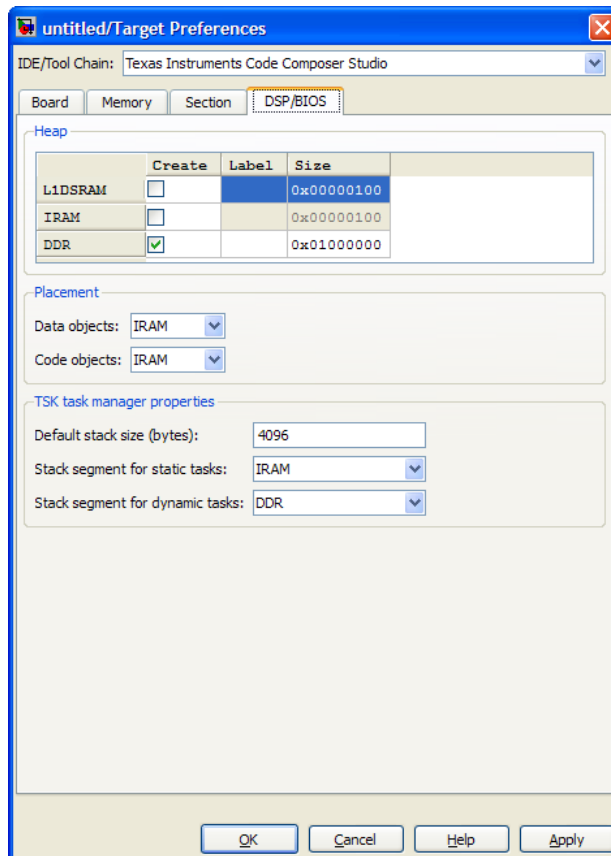 untitled/Target Preferences
IDE/Tool Chain: Texas Instruments Code Composer Studio
Board Memory Section DSP/BIOS
Heap
Create Label Size
L1DSRAM 0x00000100
IRAM 0x00000100
DDR 0x01000000
Placement
Data objects: IRAM
Code objects: IRAM
TSK task manager properties
Default stack size (bytes): 4096
Stack segment for static tasks: IRAM
Stack segment for dynamic tasks: DDR
OK Cancel Help Apply